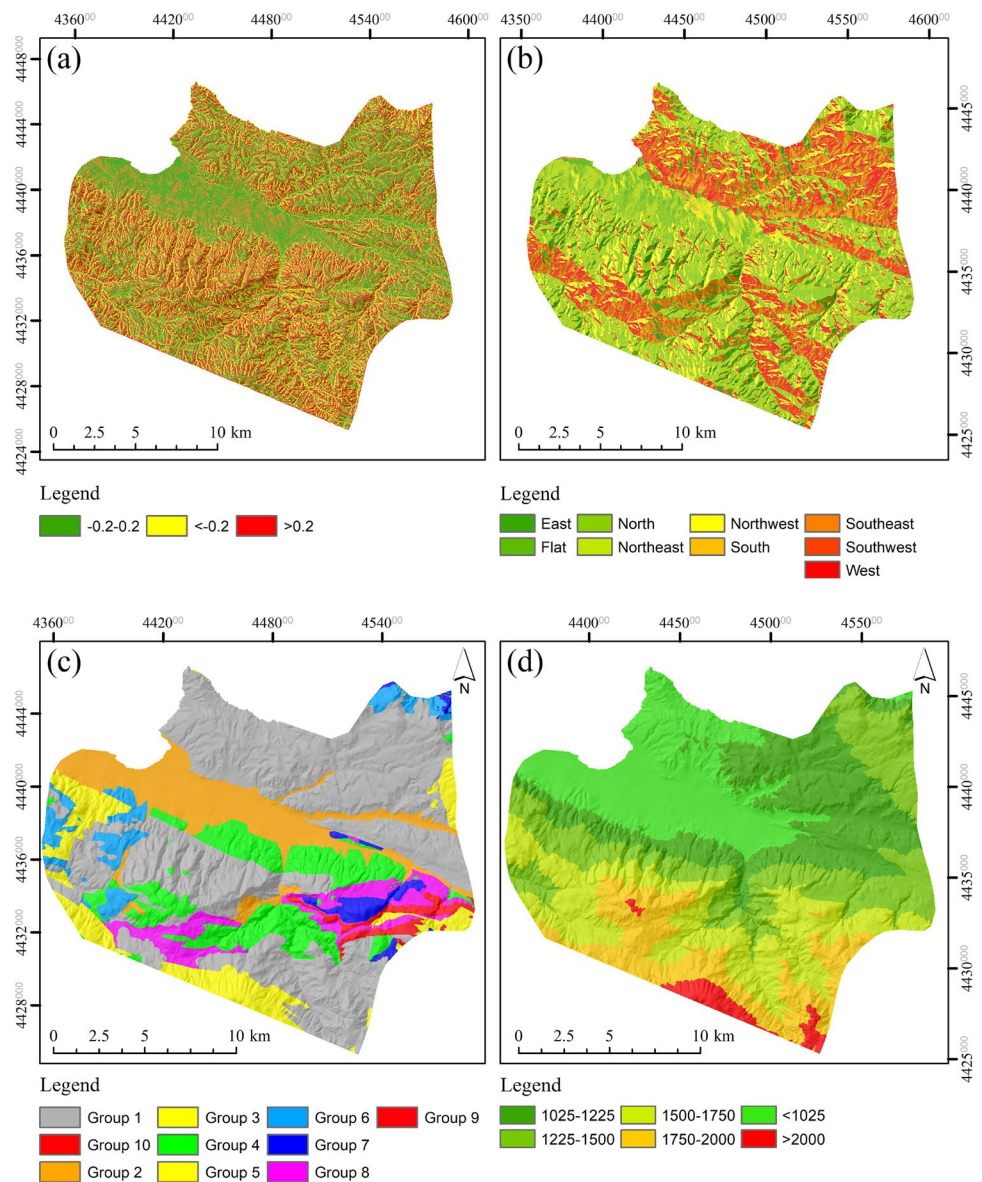 436000 442000 448000 454000 460000
435000 440000 445000 450000 455000 460000
(a)
(b)
4448000
4444000
4440000
4436000
4432000
4428000
4424000
4445000
4440000
4435000
4430000
4425000
0 2.5 5 10 km
0 2.5 5 10 km
Legend
-0.2-0.2 <-0.2 >0.2
Legend
East North Northwest Southeast
Flat Northeast South Southwest
West
436000 442000 448000 454000
440000 445000 450000 455000
(c)
N
(d)
N
4444000
4440000
4436000
4432000
4428000
4445000
4440000
4435000
4430000
4425000
0 2.5 5 10 km
0 2.5 5 10 km
Legend
Group 1 Group 3 Group 6 Group 9
Group 10 Group 4 Group 7
Group 2 Group 5 Group 8
Legend
1025-1225 1500-1750 <1025
1225-1500 1750-2000 >2000